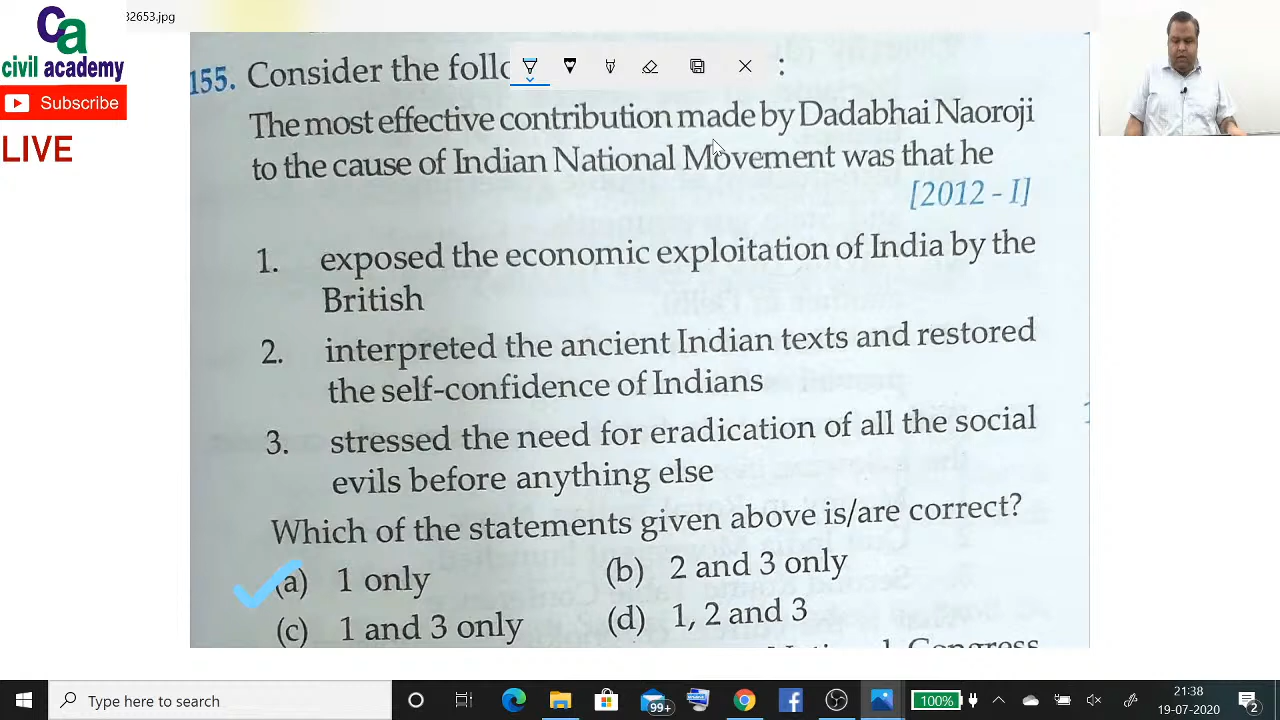 32653.jpg
ca
civil academy
Subscribe
LIVE
155. Consider the follo :
The most effective contribution made by Dadabhai Naoroji
to the cause of Indian National Movement was that he
[2012 - I]
1. exposed the economic exploitation of India by the
British
2. interpreted the ancient Indian texts and restored
the self-confidence of Indians
3. stressed the need for eradication of all the social
evils before anything else
Which of the statements given above is/are correct?
(a) 1 only (b) 2 and 3 only
(c) 1 and 3 only (d) 1, 2 and 3
National Congress
Type here to search
99+
100%
21:38
19-07-2020
2